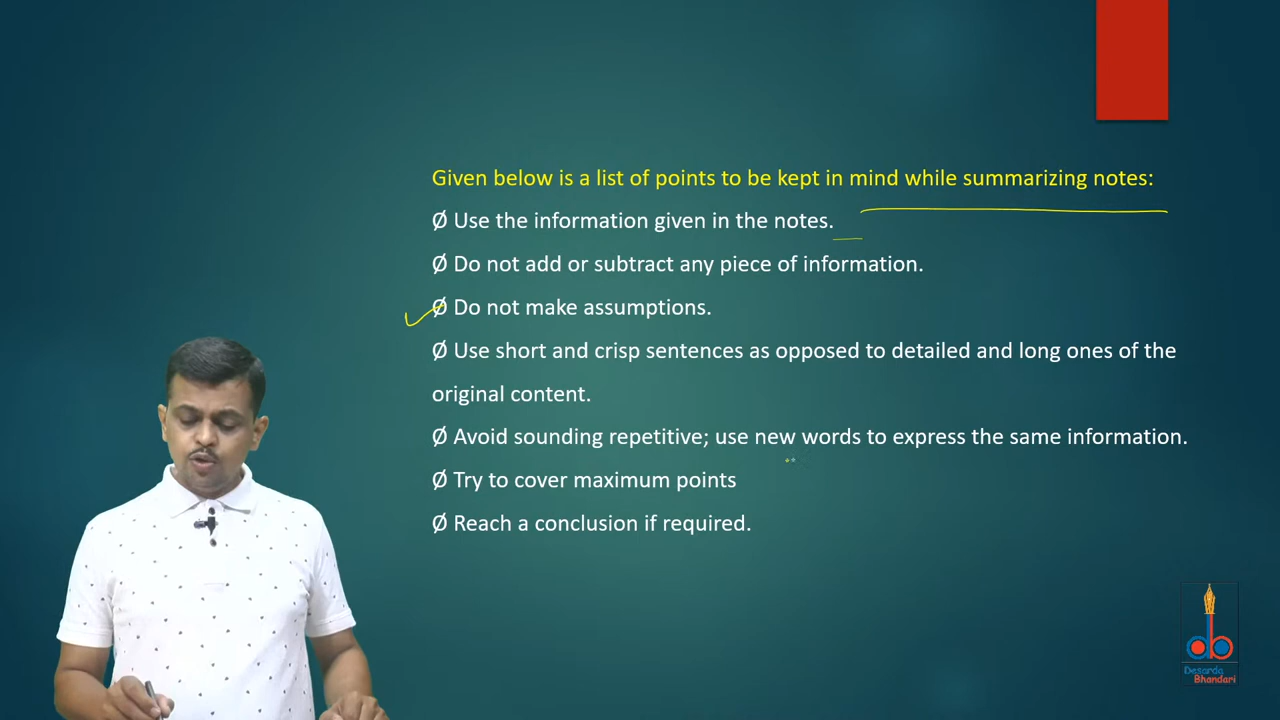 Given below is a list of points to be kept in mind while summarizing notes:
Ø Use the information given in the notes.
Ø Do not add or subtract any piece of information.
Ø Do not make assumptions.
Ø Use short and crisp sentences as opposed to detailed and long ones of the
original content.
Ø Avoid sounding repetitive; use new words to express the same information.
Ø Try to cover maximum points
Ø Reach a conclusion if required.
db
Desarda
Bhandari